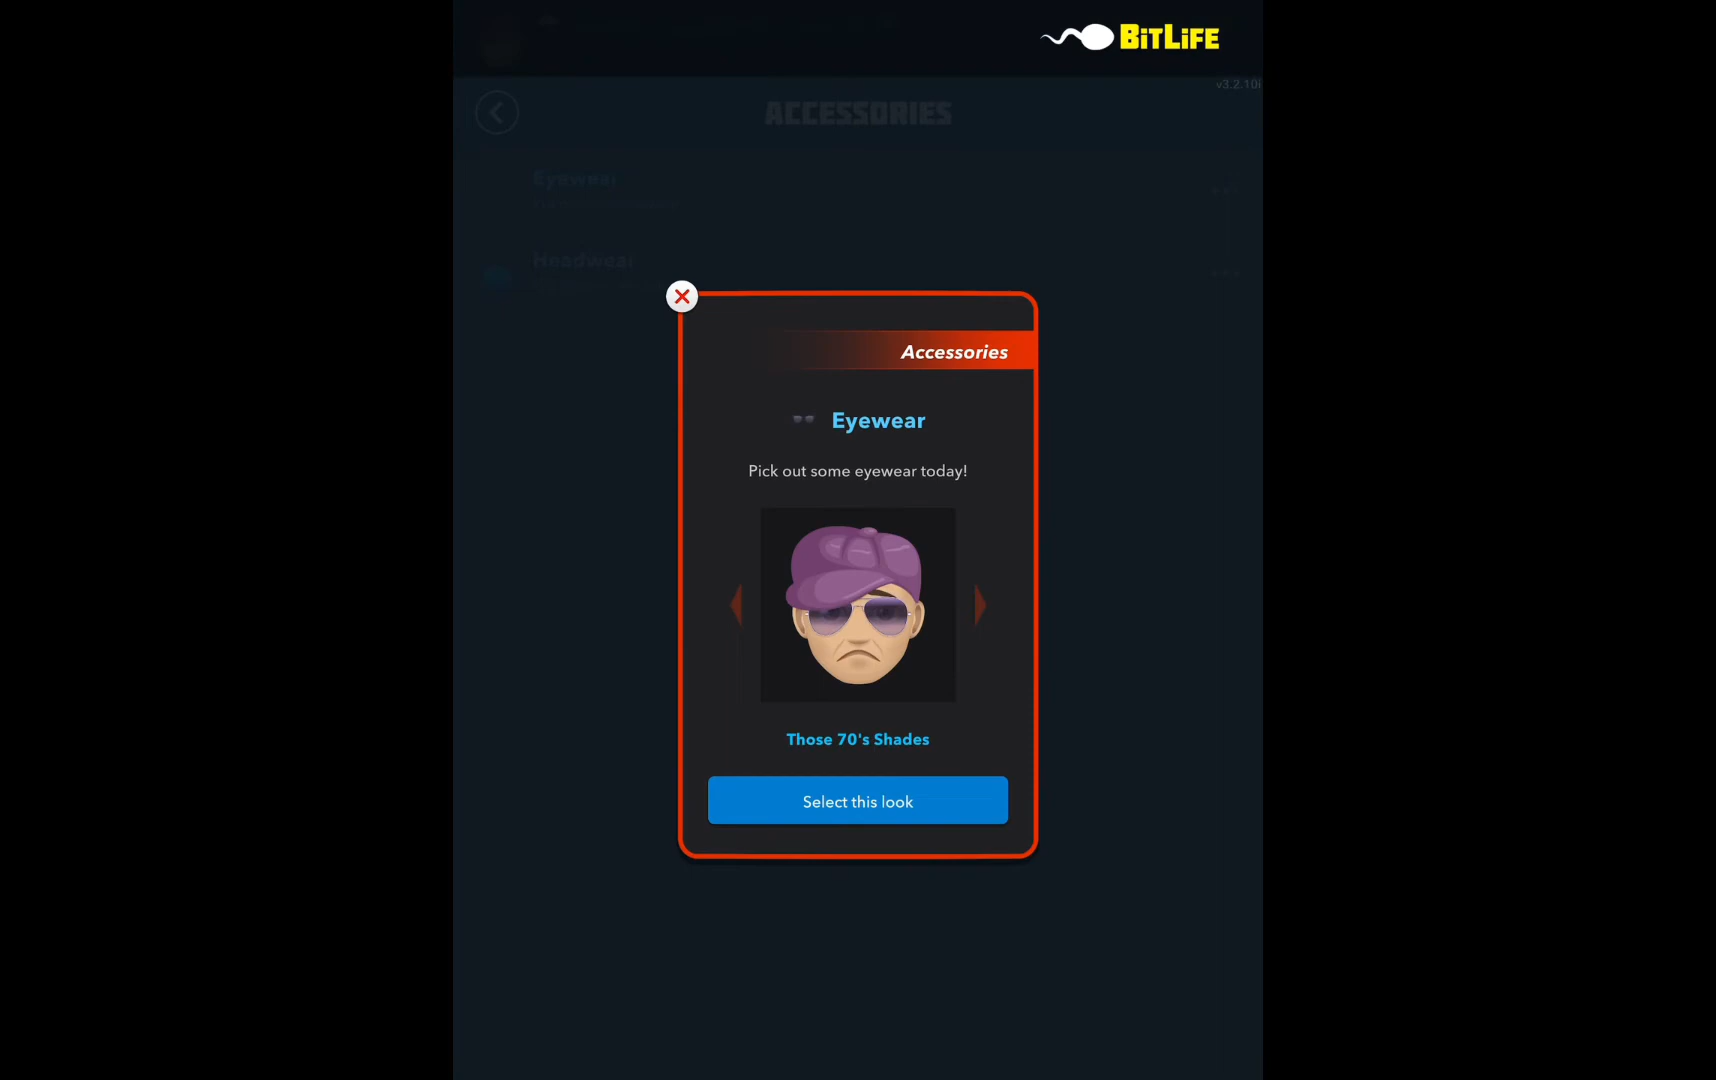 BitLiFE
v3.2.10i
ACCESSORIES
Eyewear
Headwear
Accessories
Eyewear
Pick out some eyewear today!
Those 70's Shades
Select this look